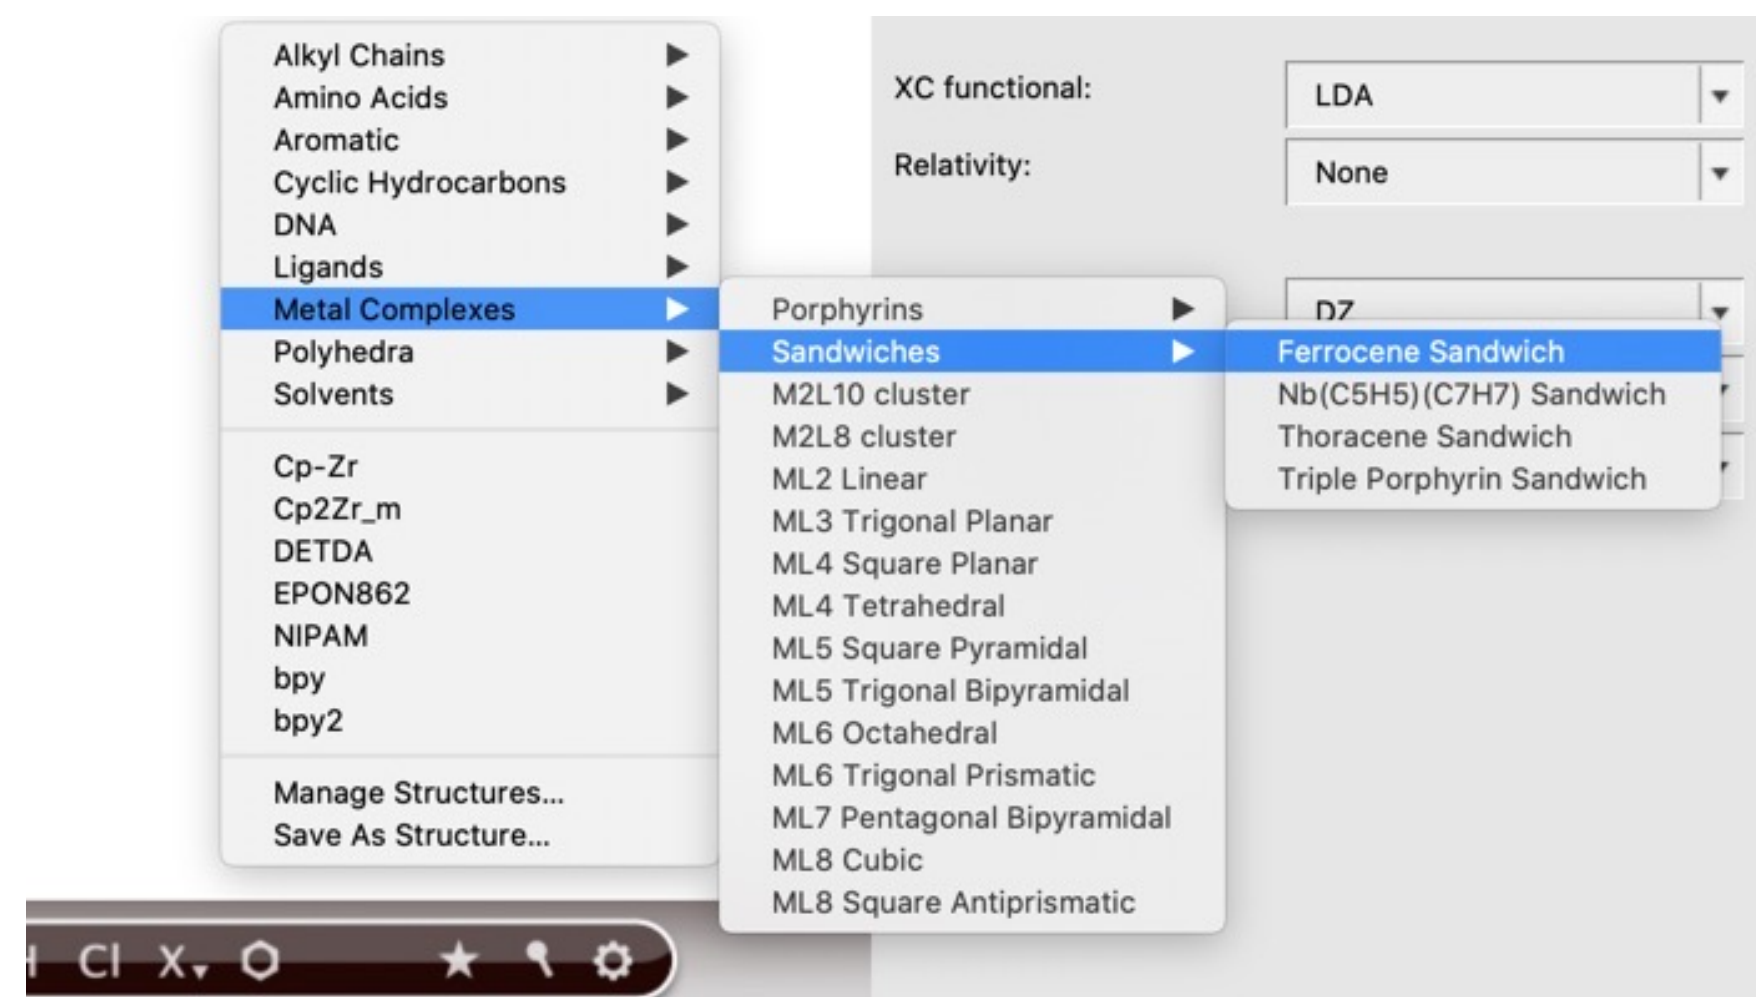 Alkyl Chains
Amino Acids
Aromatic
Cyclic Hydrocarbons
DNA
Ligands
Metal Complexes
Polyhedra
Solvents
Cp-Zr
Cp2Zr_m
DETDA
EPON862
NIPAM
bpy
bpy2
Manage Structures...
Save As Structure...
Porphyrins
Sandwiches
M2L10 cluster
M2L8 cluster
ML2 Linear
ML3 Trigonal Planar
ML4 Square Planar
ML4 Tetrahedral
ML5 Square Pyramidal
ML5 Trigonal Bipyramidal
ML6 Octahedral
ML6 Trigonal Prismatic
ML7 Pentagonal Bipyramidal
ML8 Cubic
ML8 Square Antiprismatic
Ferrocene Sandwich
Nb(C5H5)(C7H7) Sandwich
Thoracene Sandwich
Triple Porphyrin Sandwich
XC functional: LDA
Relativity: None
DZ
Cl X